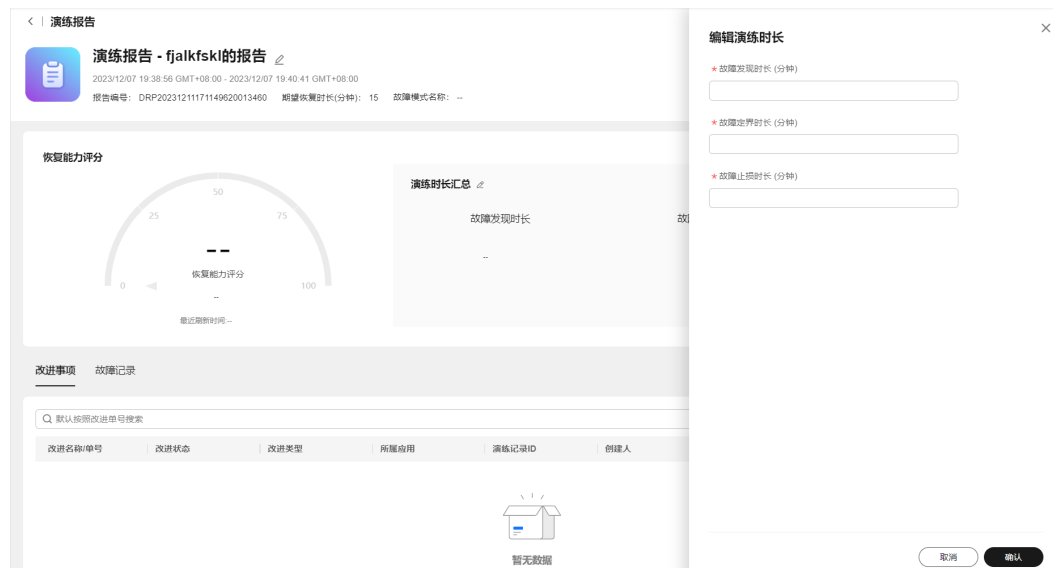 演练报告
演练报告 - fjalkfskl的报告
2023/12/07 19:38:56 GMT+08:00 - 2023/12/07 19:40:41 GMT+08:00
报告编号： DRP20231211171149620013460 期望恢复时长(分钟)： 15 故障模式名称： --
恢复能力评分
0
25
50
75
100
--
恢复能力评分
--
最近刷新时间 --
演练时长汇总
故障发现时长
--
改进事项 故障记录
默认按照改进单号搜索
改进名称/单号 改进状态 改进类型 所属应用 演练记录ID 创建人
暂无数据
编辑演练时长
* 故障发现时长 (分钟)
* 故障定界时长 (分钟)
* 故障止损时长 (分钟)
取消 确认